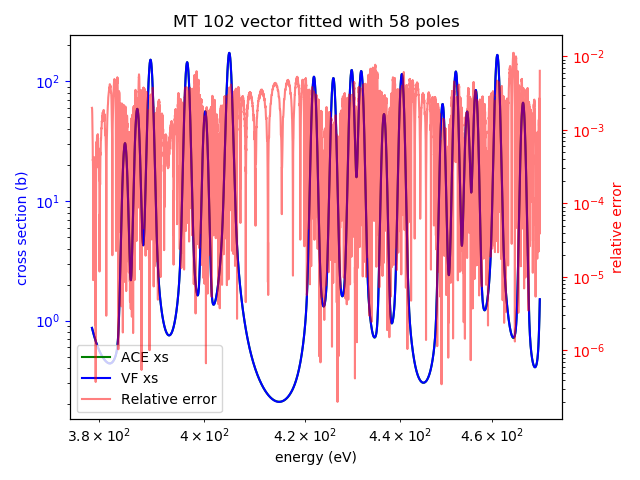 MT 102 vector fitted with 58 poles
cross section (b)
10²
10¹
10⁰
10⁻²
10⁻³
10⁻⁴
10⁻⁵
10⁻⁶
relative error
ACE xs
VF xs
Relative error
3.8 × 10²
4 × 10²
4.2 × 10²
4.4 × 10²
4.6 × 10²
energy (eV)